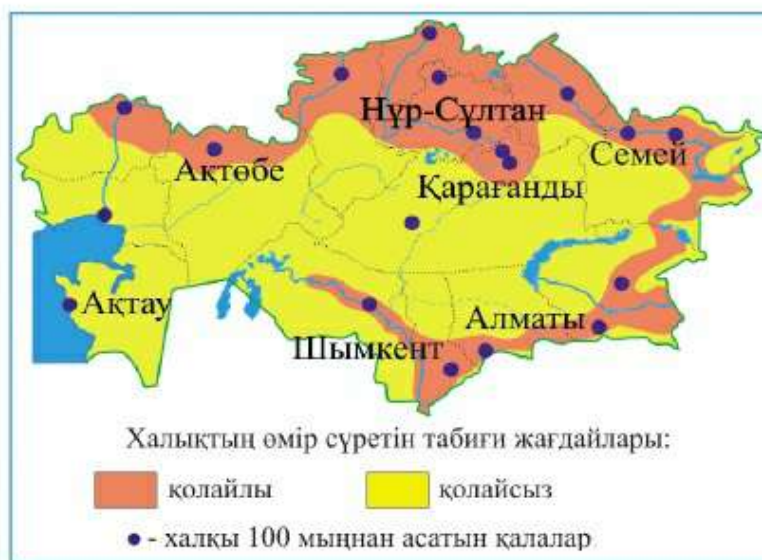 Нұр-Сұлтан
Ақтөбе
Семей
Қарағанды
Ақтау
Алматы
Шымкент
Халықтың өмір сүретін табиғи жағдайлары:
қолайлы
қолайсыз
- халқы 100 мыңнан асатын қалалар